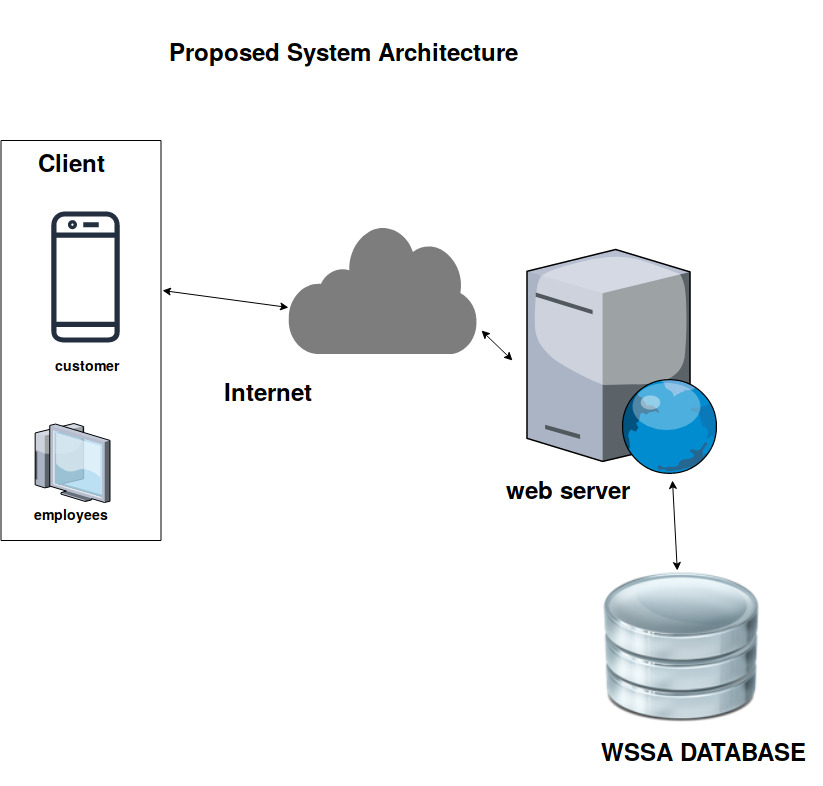 Proposed System Architecture
Client
customer
employees
Internet
web server
WSSA DATABASE